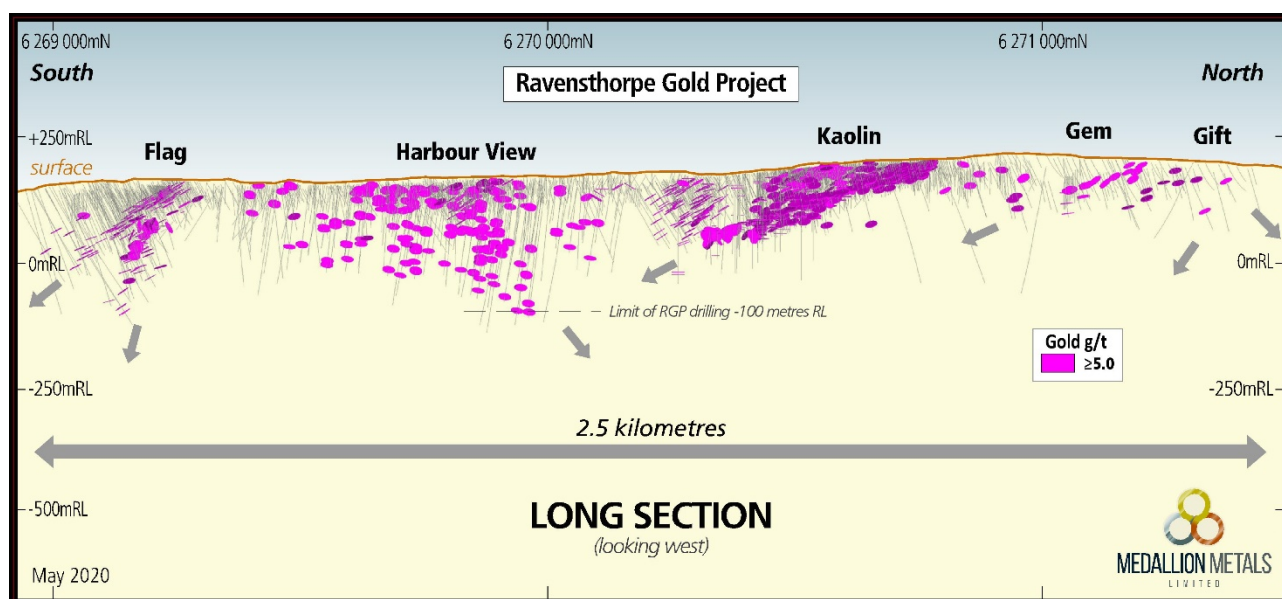 6 269 000mN
6 270 000mN
6 271 000mN
South
North
Ravensthorpe Gold Project
+250mRL
surface
Flag
Harbour View
Kaolin
Gem
Gift
0mRL
0mRL
Limit of RGP drilling -100 metres RL
Gold g/t
≥5.0
-250mRL
-250mRL
2.5 kilometres
-500mRL
LONG SECTION
(looking west)
MEDALLION METALS
LIMITED
May 2020